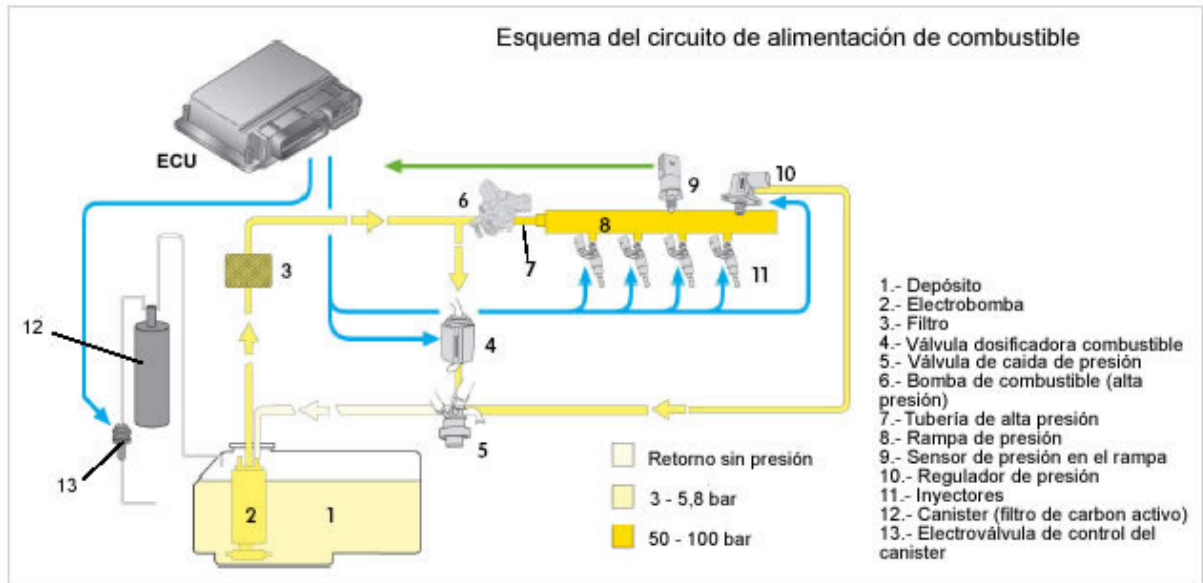 Esquema del circuito de alimentación de combustible
ECU
10
9
6
8
7
11
3
4
12
5
13
2
1
Retorno sin presión
3 - 5,8 bar
50 - 100 bar
1.- Depósito
2.- Electrobomba
3.- Filtro
4.- Válvula dosificadora combustible
5.- Válvula de caida de presión
6.- Bomba de combustible (alta
presión)
7.- Tubería de alta presión
8.- Rampa de presión
9.- Sensor de presión en el rampa
10.- Regulador de presión
11.- Inyectores
12.- Canister (filtro de carbon activo)
13.- Electroválvula de control del
canister